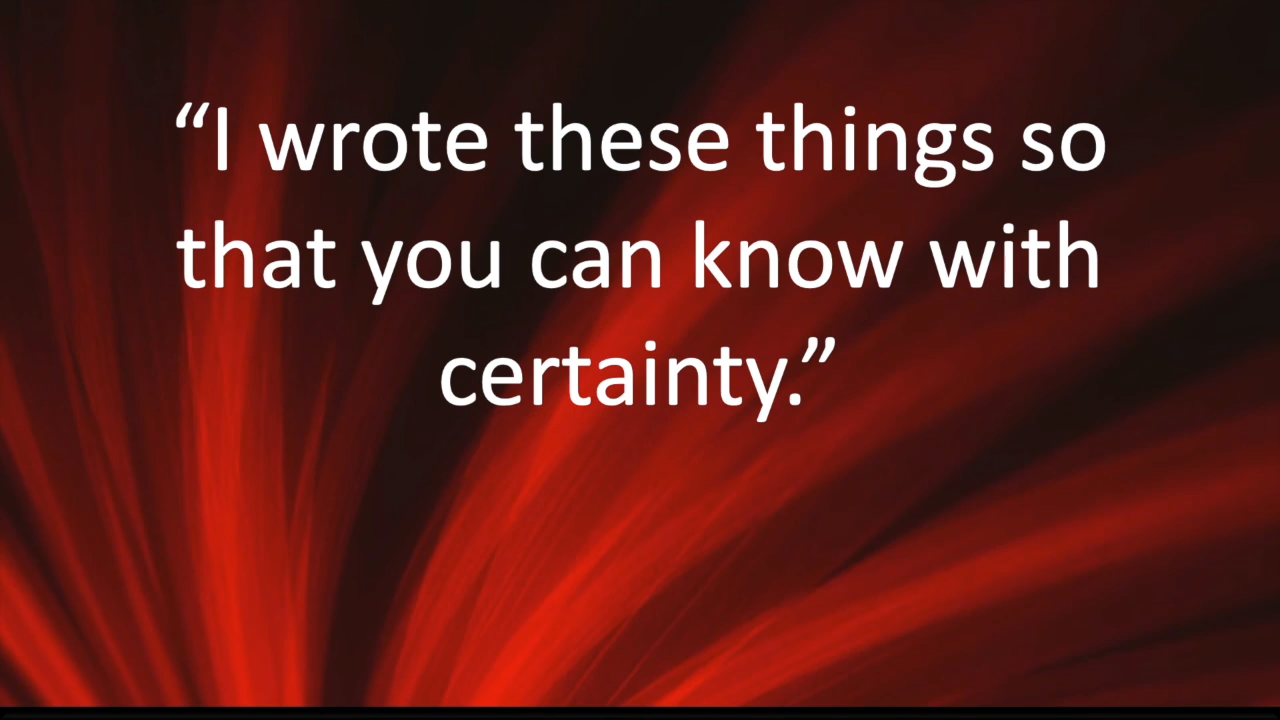 “I wrote these things so
that you can know with
certainty.”